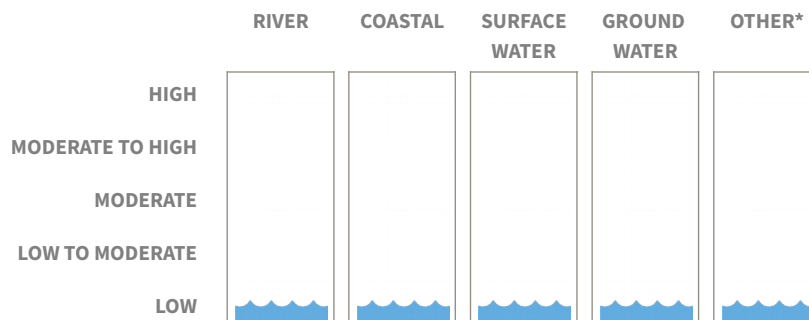 RIVER COASTAL SURFACE WATER GROUND WATER OTHER*
HIGH
MODERATE TO HIGH
MODERATE
LOW TO MODERATE
LOW